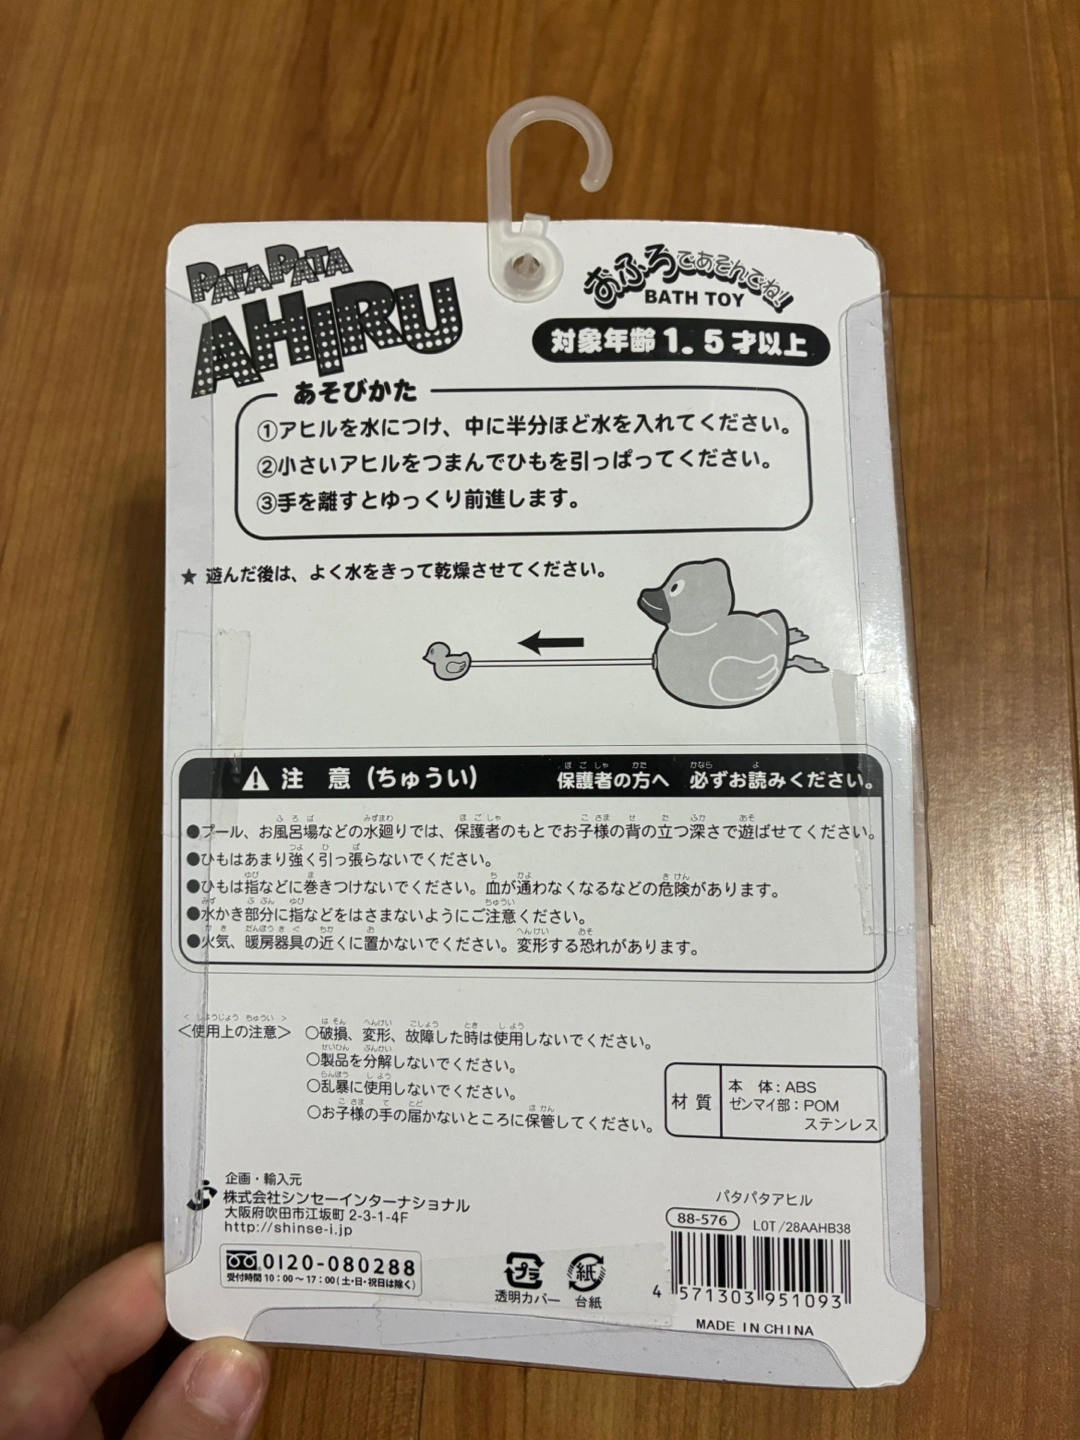 PATAPATA
AHIRU
おふろであそんでね!
BATH TOY
対象年齢1.5才以上
あそびかた
①アヒルを水につけ、中に半分ほど水を入れてください。
②小さいアヒルをつまんでひもを引っぱってください。
③手を離すとゆっくり前進します。
★ 遊んだ後は、よく水をきって乾燥させてください。
注 意 (ちゅうい) 保護者の方へ 必ずお読みください。
●プール、お風呂場などの水廻りでは、保護者のもとでお子様の背の立つ深さで遊ばせてください。
●ひもはあまり強く引っ張らないでください。
●ひもは指などに巻きつけないでください。血が通わなくなるなどの危険があります。
●水かき部分に指などをはさまないようにご注意ください。
●火気、暖房器具の近くに置かないでください。変形する恐れがあります。
<使用上の注意> ○破損、変形、故障した時は使用しないでください。
○製品を分解しないでください。
○乱暴に使用しないでください。
○お子様の手の届かないところに保管してください。
材 質
本 体:ABS
ゼンマイ部:POM
ステンレス
企画・輸入元
株式会社シンセーインターナショナル
大阪府吹田市江坂町 2-3-1-4F
http://shinse-i.jp
0120-080288
受付時間 10:00〜17:00(土・日・祝日は除く)
プラ
透明カバー
紙
台紙
パタパタアヒル
88-576 LOT/28AAHB38
4 571303 951093
MADE IN CHINA